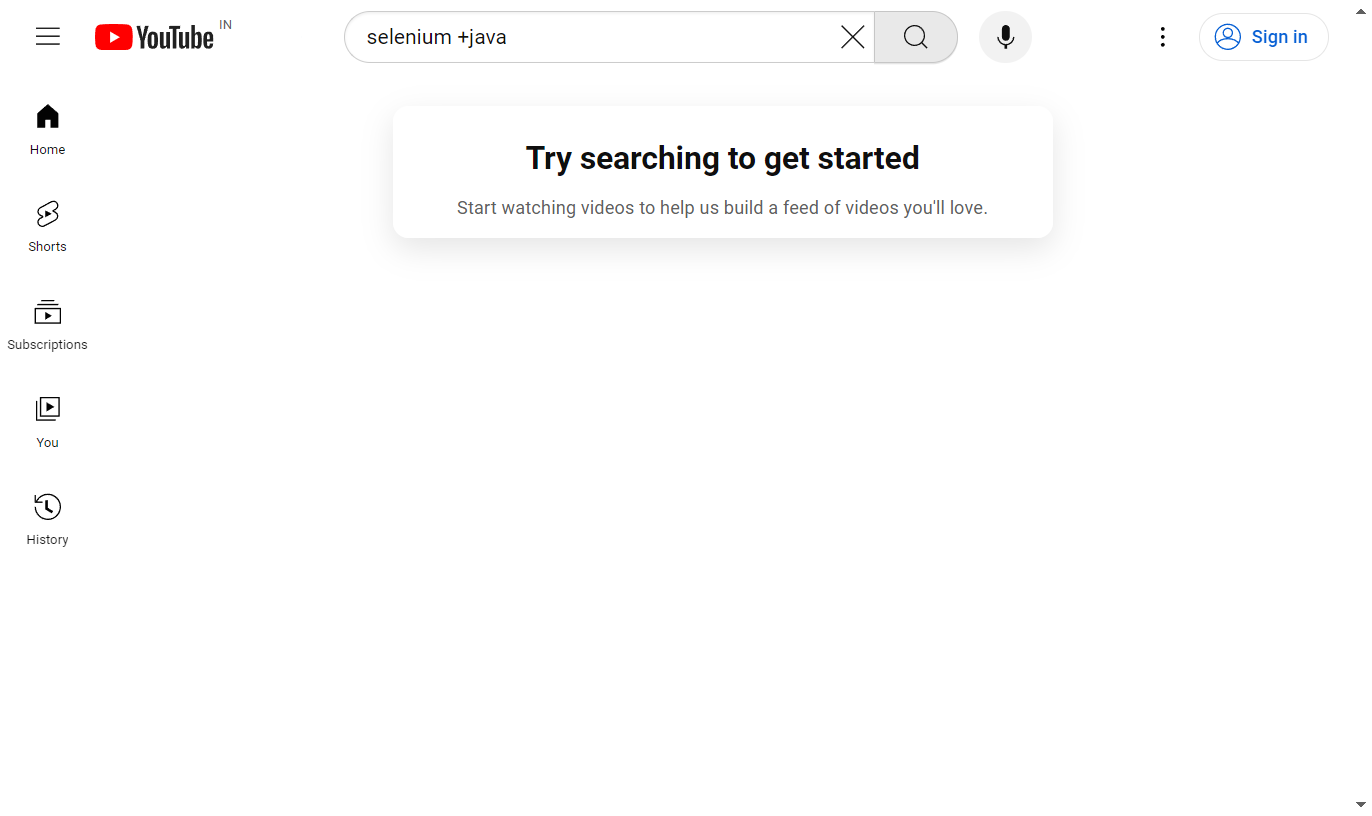 YouTube IN
selenium +java
Sign in
Home
Shorts
Subscriptions
You
History
Try searching to get started
Start watching videos to help us build a feed of videos you'll love.